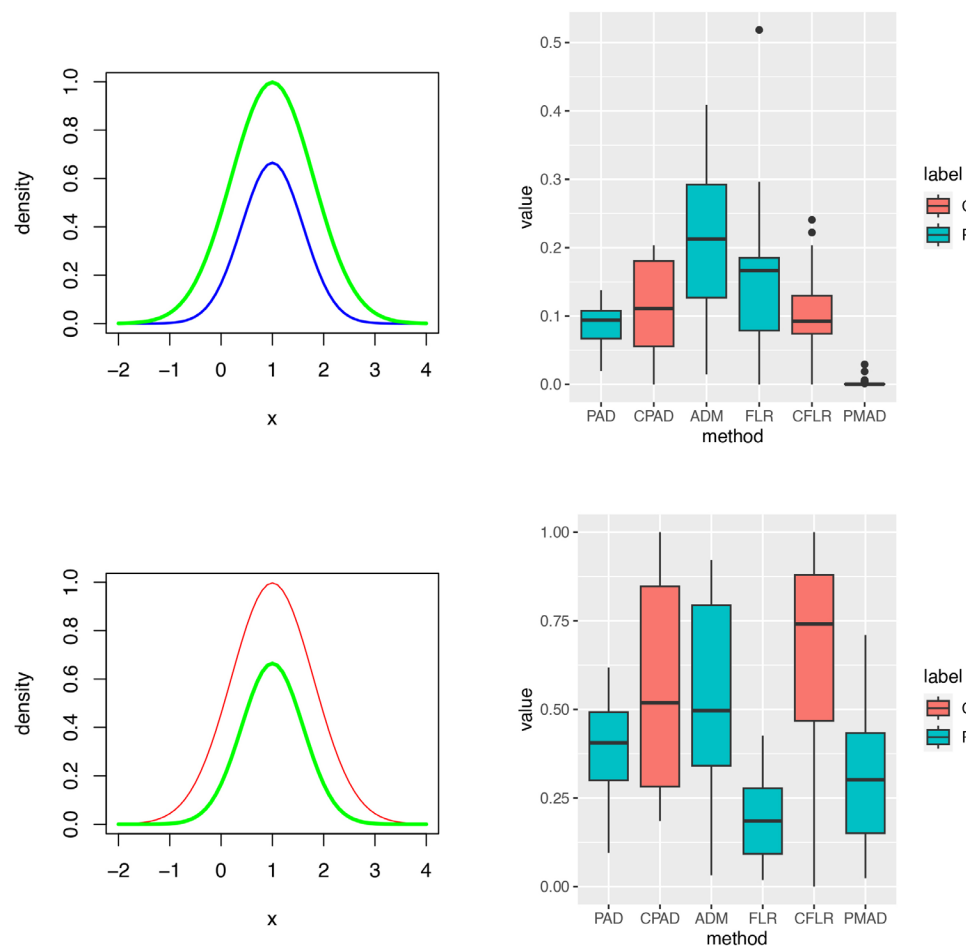 density
0.0 0.2 0.4 0.6 0.8 1.0
−2 −1 0 1 2 3 4
x
value
0.5
0.4
0.3
0.2
0.1
0.0
PAD CPAD ADM FLR CFLR PMAD
method
label
density
0.0 0.2 0.4 0.6 0.8 1.0
−2 −1 0 1 2 3 4
x
value
1.00
0.75
0.50
0.25
0.00
PAD CPAD ADM FLR CFLR PMAD
method
label